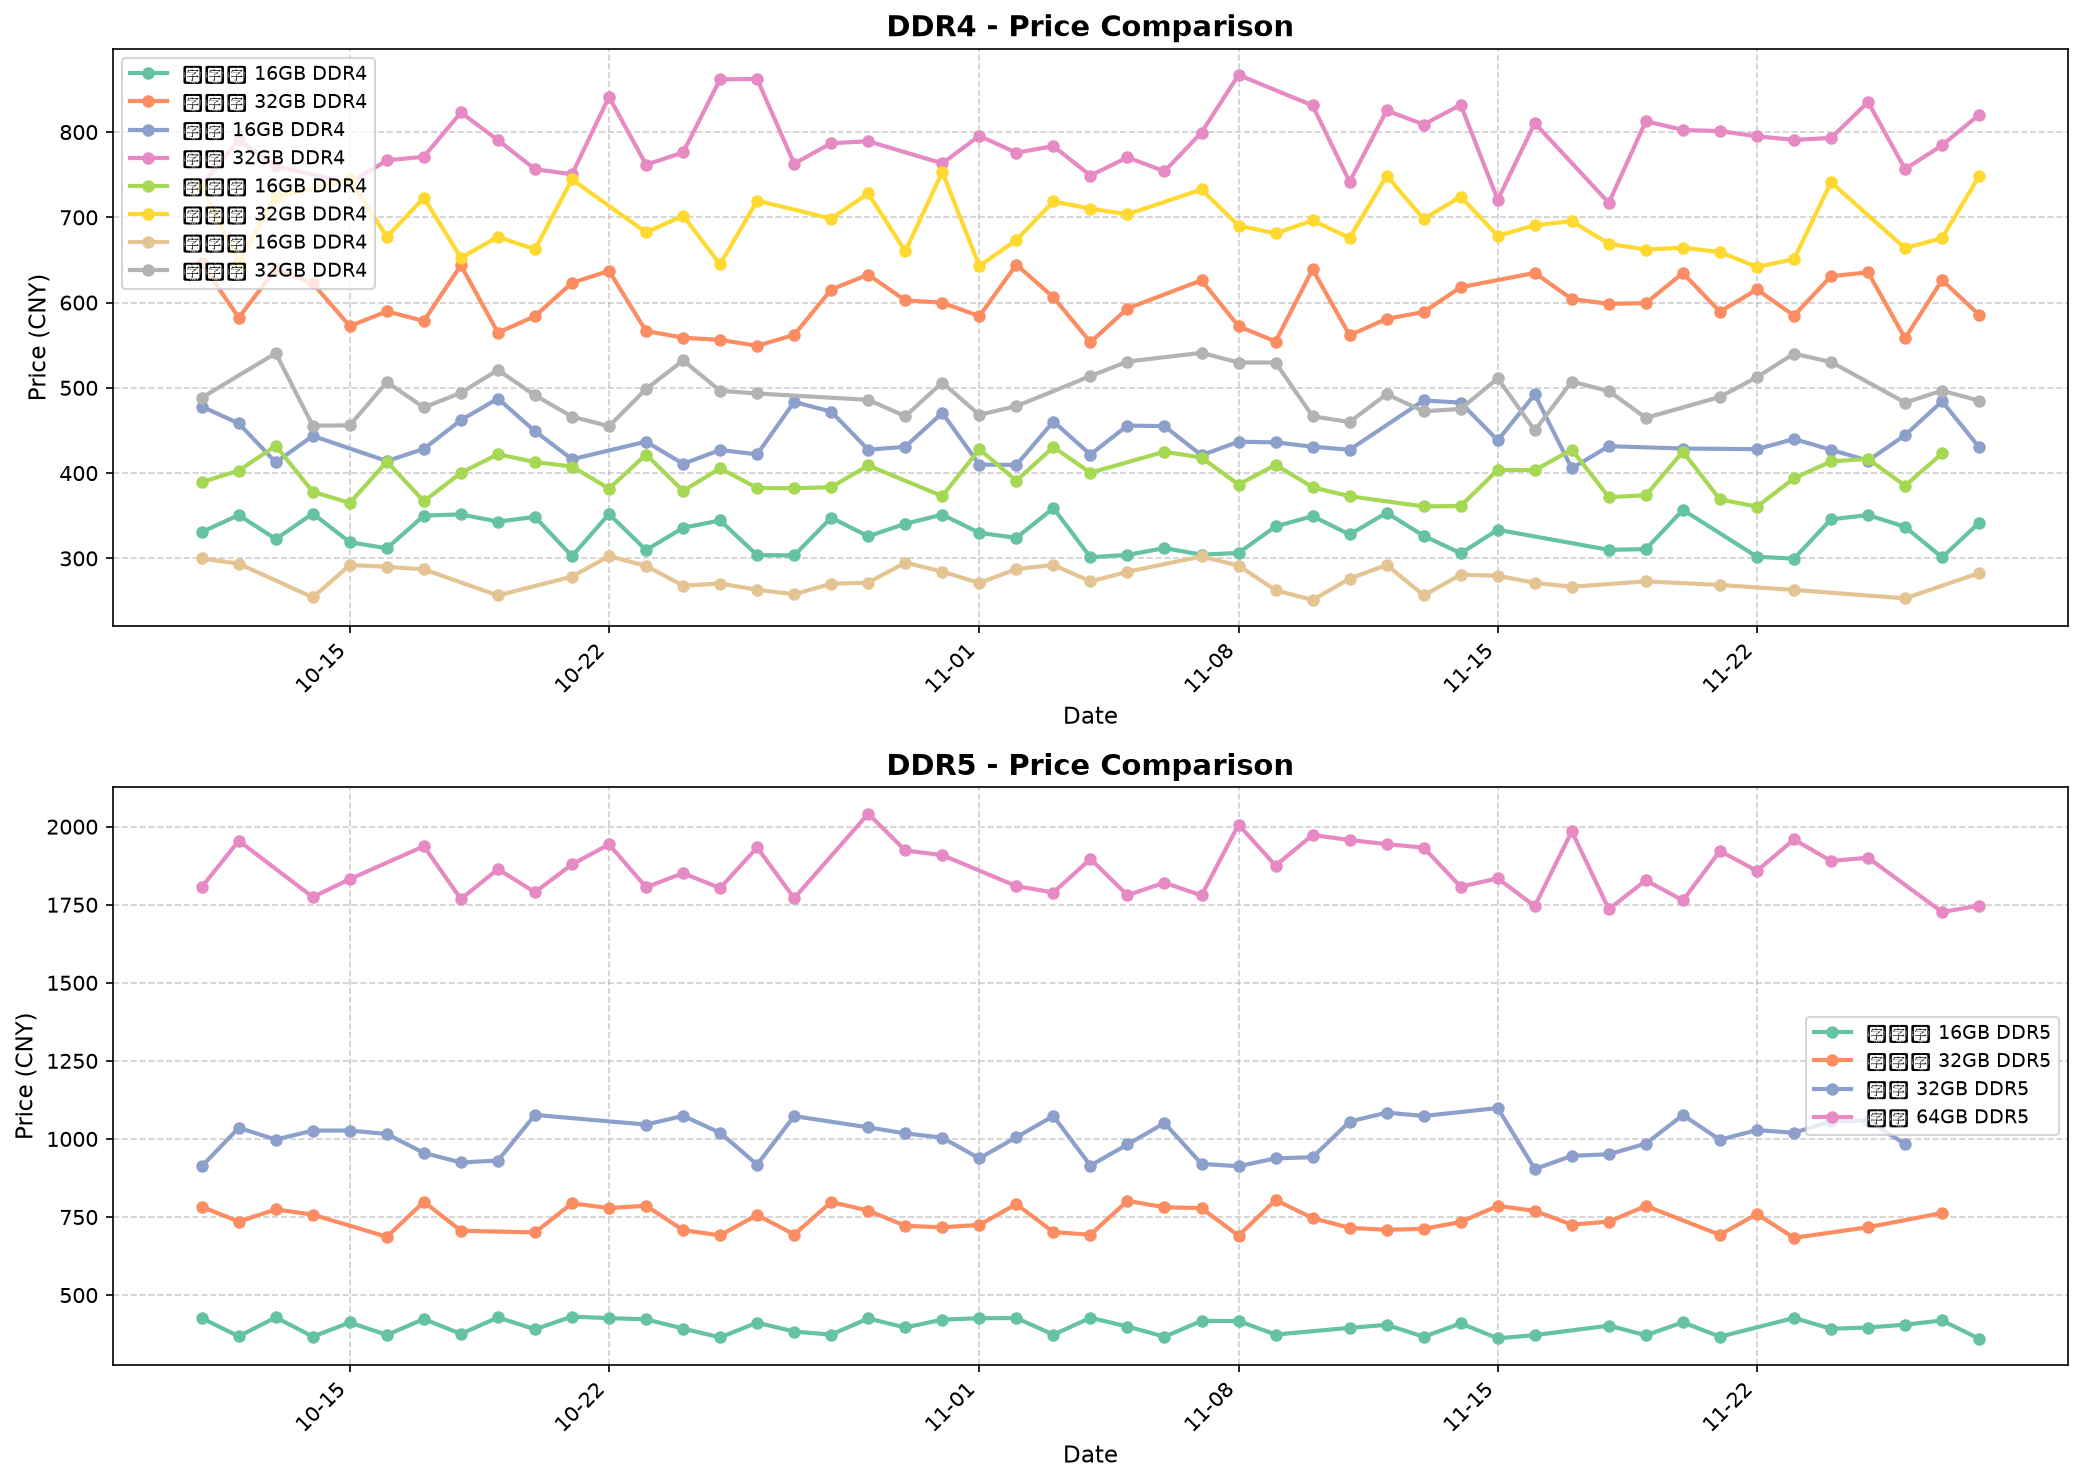 DDR4 - Price Comparison
16GB DDR4
32GB DDR4
16GB DDR4
32GB DDR4
16GB DDR4
32GB DDR4
16GB DDR4
32GB DDR4
Price (CNY)
800
700
600
500
400
300
10-15
10-22
11-01
11-08
11-15
11-22
Date
DDR5 - Price Comparison
Price (CNY)
2000
1750
1500
1250
1000
750
500
16GB DDR5
32GB DDR5
32GB DDR5
64GB DDR5
10-15
10-22
11-01
11-08
11-15
11-22
Date